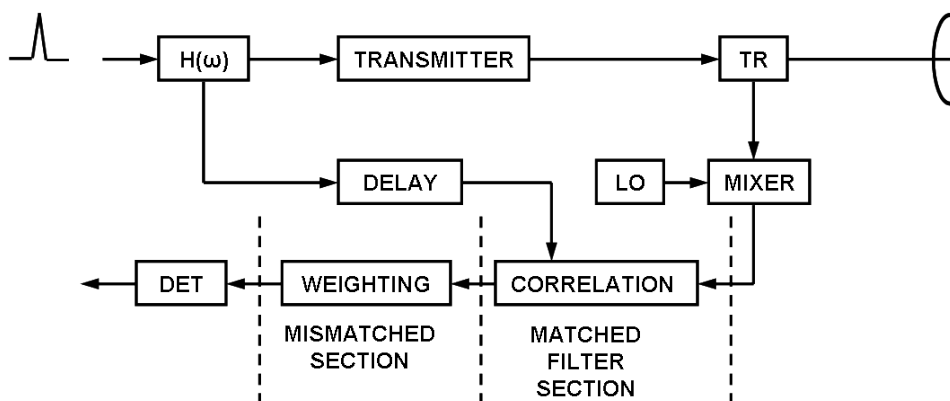 H(ω)
TRANSMITTER
TR
DELAY
LO
MIXER
DET
WEIGHTING
CORRELATION
MISMATCHED
SECTION
MATCHED
FILTER
SECTION